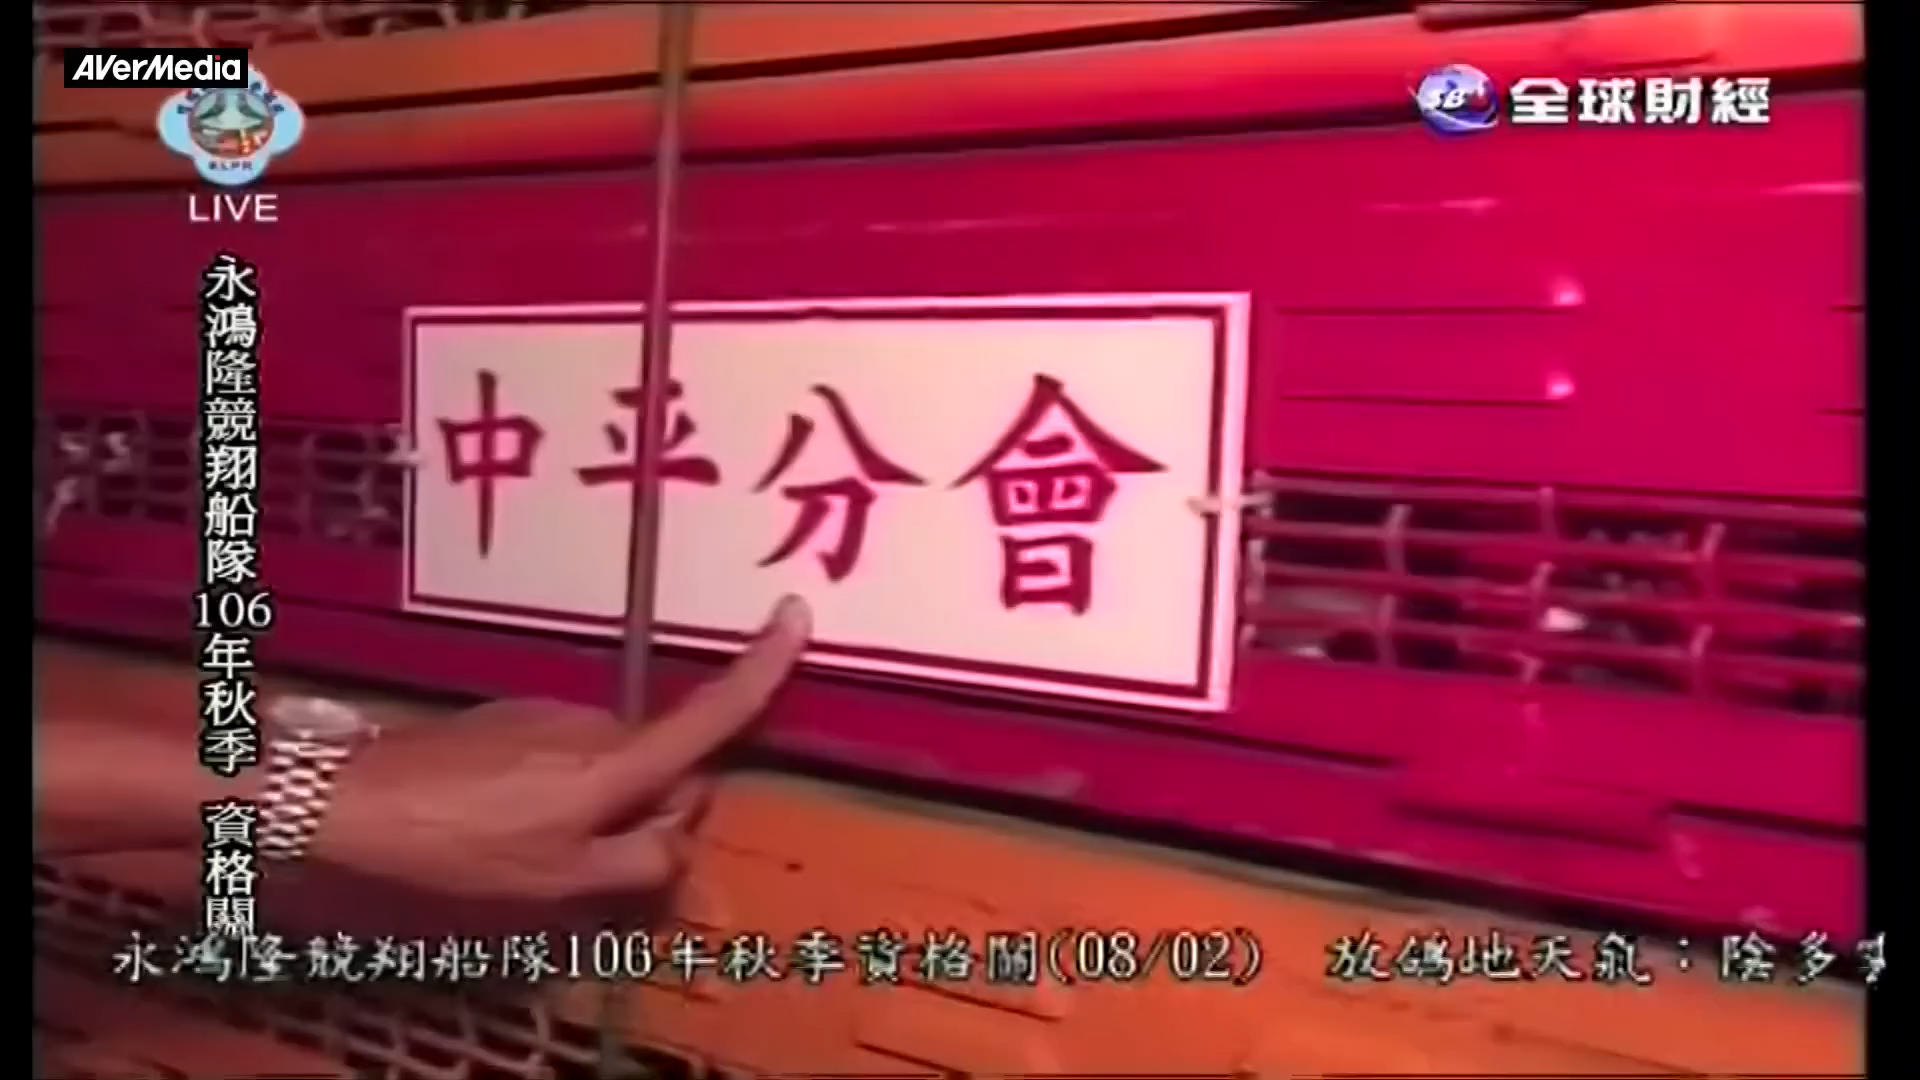 AVerMedia
SB 全球財經
KLPR
LIVE
永鴻隆競翔船隊106年秋季 資格關
中平分會
永鴻隆競翔船隊106年秋季資格關(08/02) 放鴿地天氣：陰多